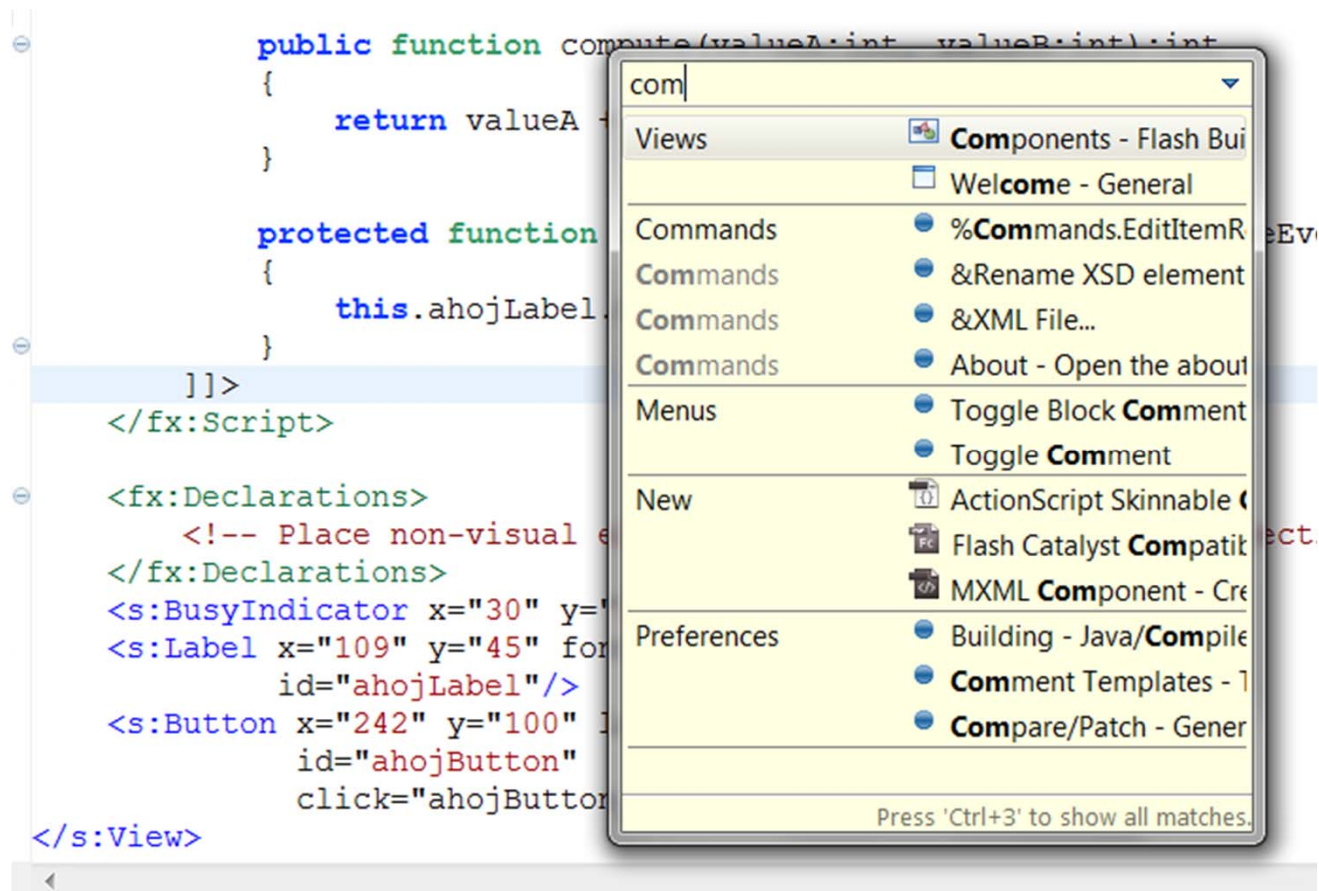 public function compute(valueA:int, valueB:int):int
{
return valueA
}
protected function
{
this.ahojLabel.
}
]]>
</fx:Script>
<fx:Declarations>
<!-- Place non-visual
</fx:Declarations>
<s:BusyIndicator x="30" y="
<s:Label x="109" y="45"
id="ahojLabel"/>
<s:Button x="242" y="100"
id="ahojButton"
click="ahojButton
</s:View>
com
Views Components - Flash Bui
Welcome - General
Commands %Commands.EditItemR
Commands &Rename XSD element
Commands &XML File...
Commands About - Open the about
Menus Toggle Block Comment
Toggle Comment
New ActionScript Skinnable
Flash Catalyst Compatib
MXML Component - Cre
Preferences Building - Java/Compile
Comment Templates -
Compare/Patch - Gener
Press 'Ctrl+3' to show all matches.